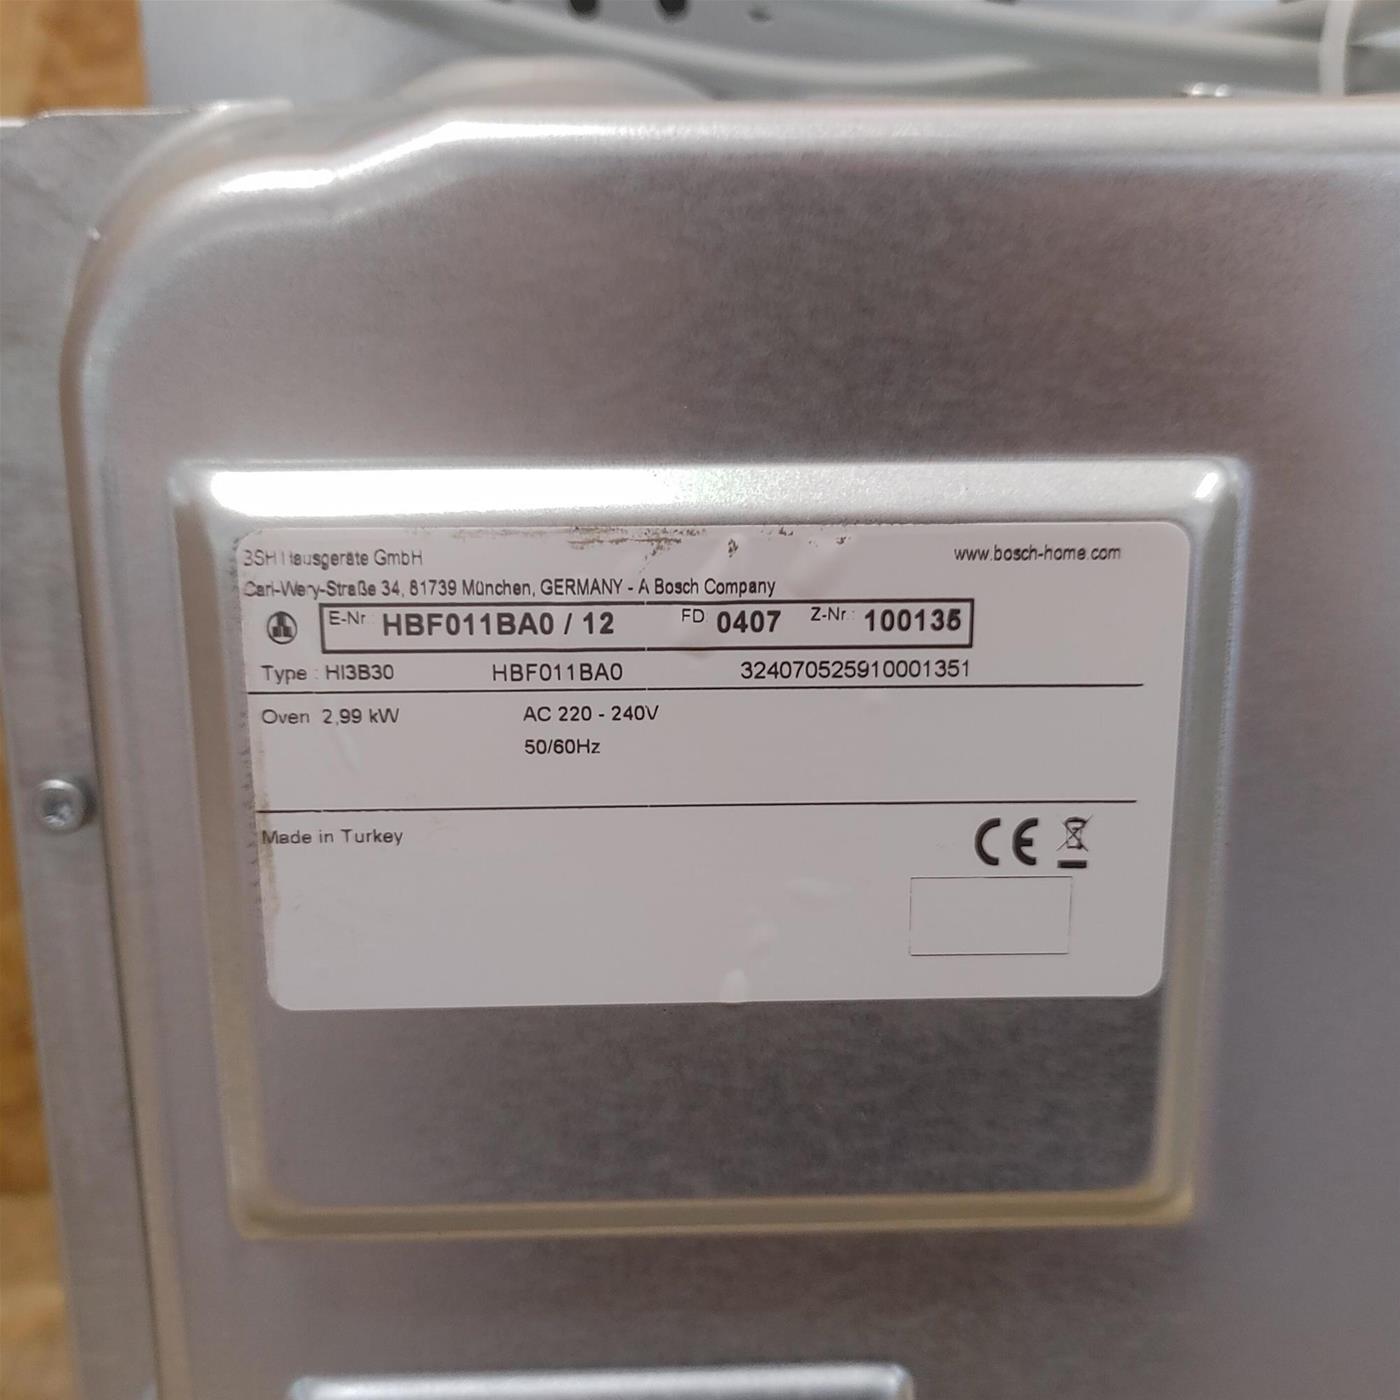 BSH Hausgeräte GmbH www.bosch-home.com
Carl-Wery-Straße 34, 81739 München, GERMANY - A Bosch Company
E-Nr.: HBF011BA0 / 12 FD 0407 Z-Nr.: 100135
Type : HI3B30 HBF011BA0 324070525910001351
Oven 2,99 kW AC 220 - 240V
50/60Hz
Made in Turkey
CE